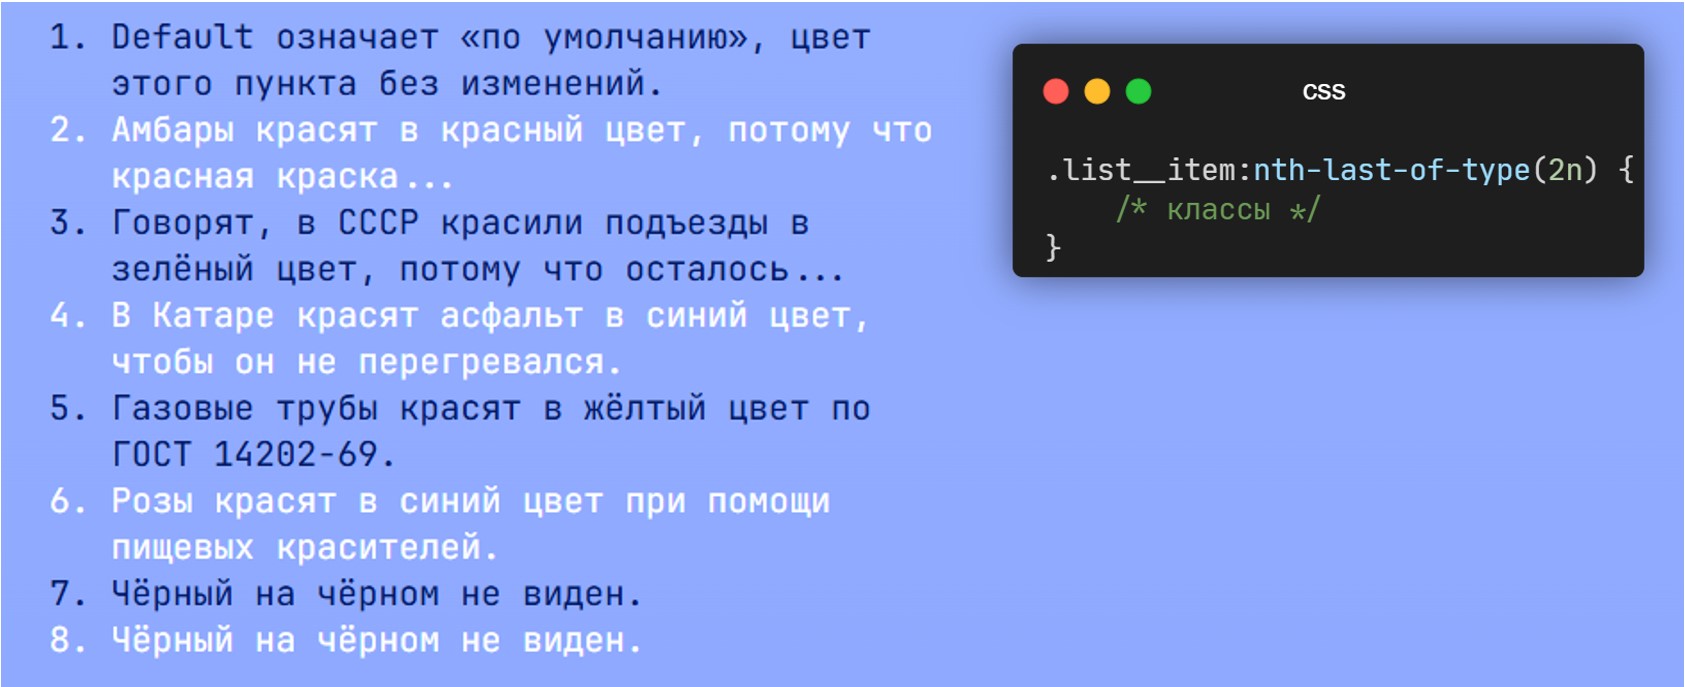 1. Default означает «по умолчанию», цвет
этого пункта без изменений.
2. Амбары красят в красный цвет, потому что
красная краска...
3. Говорят, в СССР красили подъезды в
зелёный цвет, потому что осталось...
4. В Катаре красят асфальт в синий цвет,
чтобы он не перегревался.
5. Газовые трубы красят в жёлтый цвет по
ГОСТ 14202-69.
6. Розы красят в синий цвет при помощи
пищевых красителей.
7. Чёрный на чёрном не виден.
8. Чёрный на чёрном не виден.
css
.list__item:nth-last-of-type(2n) {
/* классы */
}